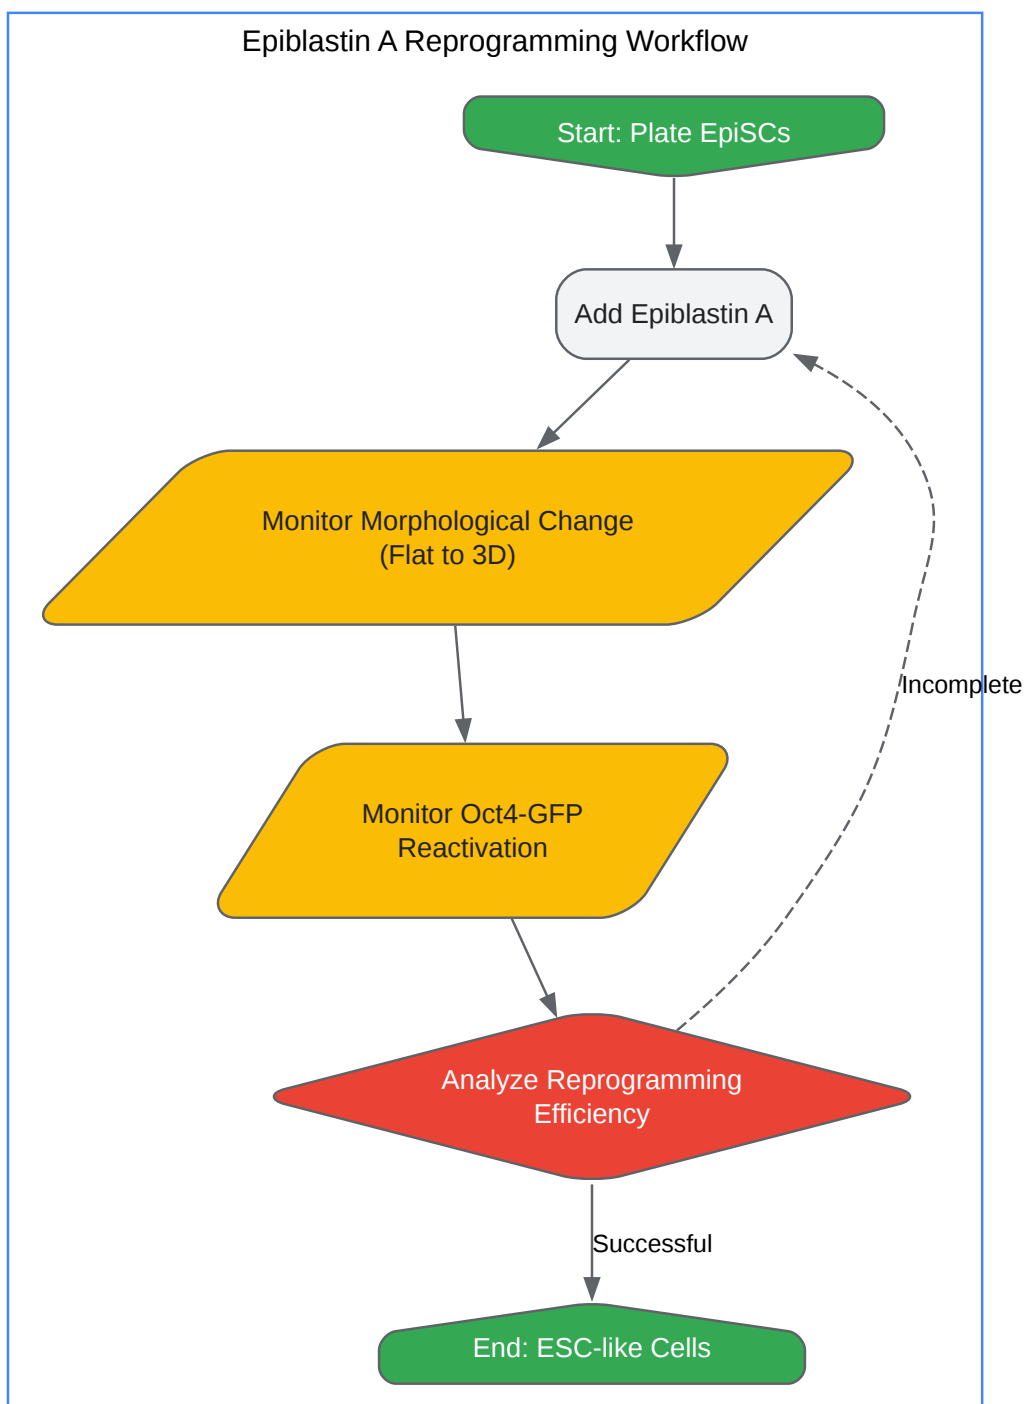 Epiblastin A Reprogramming Workflow
Start: Plate EpiSCs
Add Epiblastin A
Monitor Morphological Change
(Flat to 3D)
Incomplete
Monitor Oct4-GFP
Reactivation
Analyze Reprogramming
Efficiency
Successful
End: ESC-like Cells